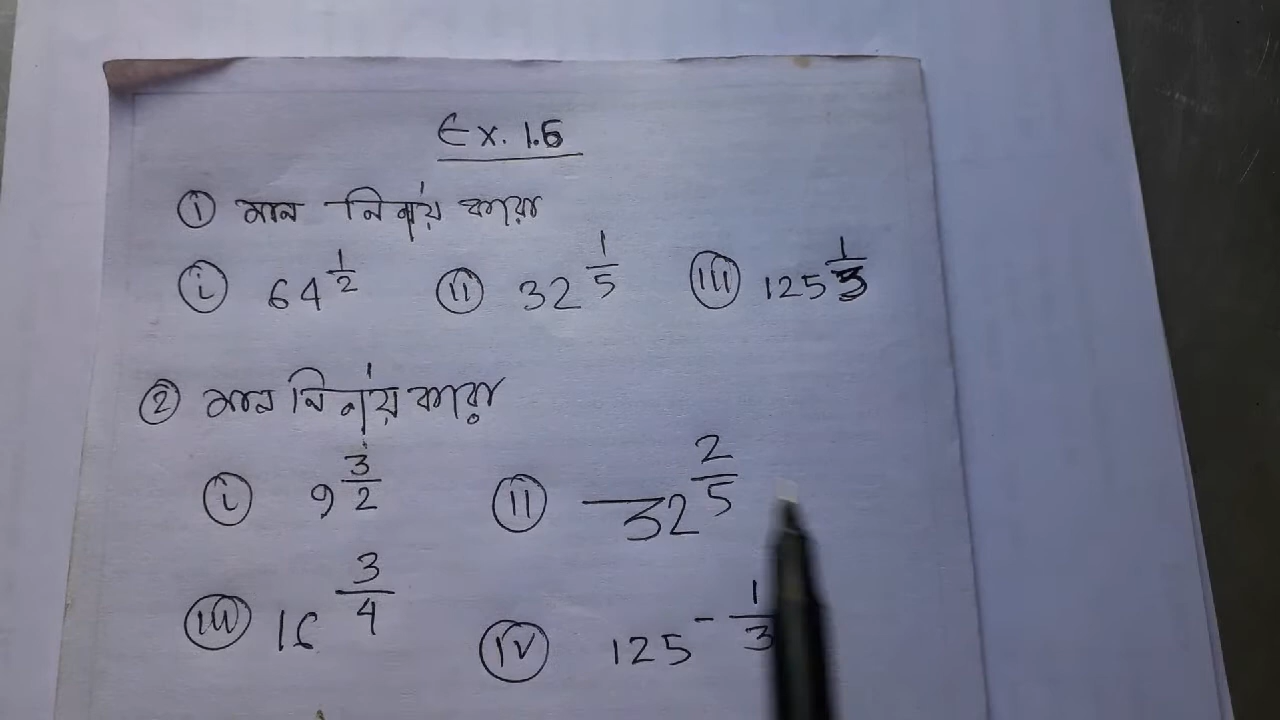 Ex. 1.6
① মান নির্ণয় করো
(i) 64^{1/2} (ii) 32^{1/5} (iii) 125^{1/3}
② মান নির্ণয় করো
(i) 9^{3/2} (ii) 32^{2/5}
(iii) 16^{3/4} (iv) 125^{-1/3}